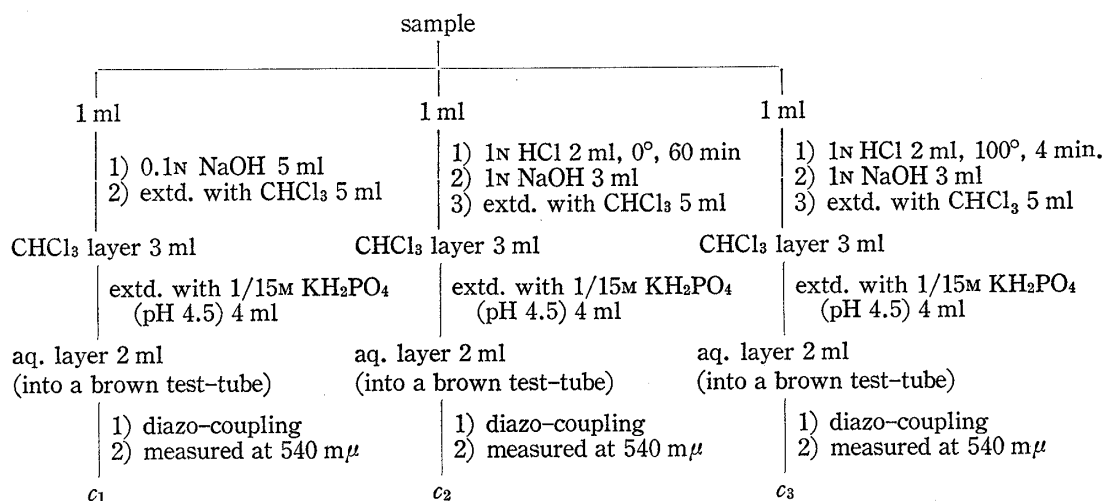 sample
1 ml
1) 0.1N NaOH 5 ml
2) extd. with CHCl₃ 5 ml
CHCl₃ layer 3 ml
extd. with 1/15M KH₂PO₄
(pH 4.5) 4 ml
aq. layer 2 ml
(into a brown test-tube)
1) diazo-coupling
2) measured at 540 mμ
c₁
1 ml
1) 1N HCl 2 ml, 0°, 60 min
2) 1N NaOH 3 ml
3) extd. with CHCl₃ 5 ml
CHCl₃ layer 3 ml
extd. with 1/15M KH₂PO₄
(pH 4.5) 4 ml
aq. layer 2 ml
(into a brown test-tube)
1) diazo-coupling
2) measured at 540 mμ
c₂
1 ml
1) 1N HCl 2 ml, 100°, 4 min.
2) 1N NaOH 3 ml
3) extd. with CHCl₃ 5 ml
CHCl₃ layer 3 ml
extd. with 1/15M KH₂PO₄
(pH 4.5) 4 ml
aq. layer 2 ml
(into a brown test-tube)
1) diazo-coupling
2) measured at 540 mμ
c₃